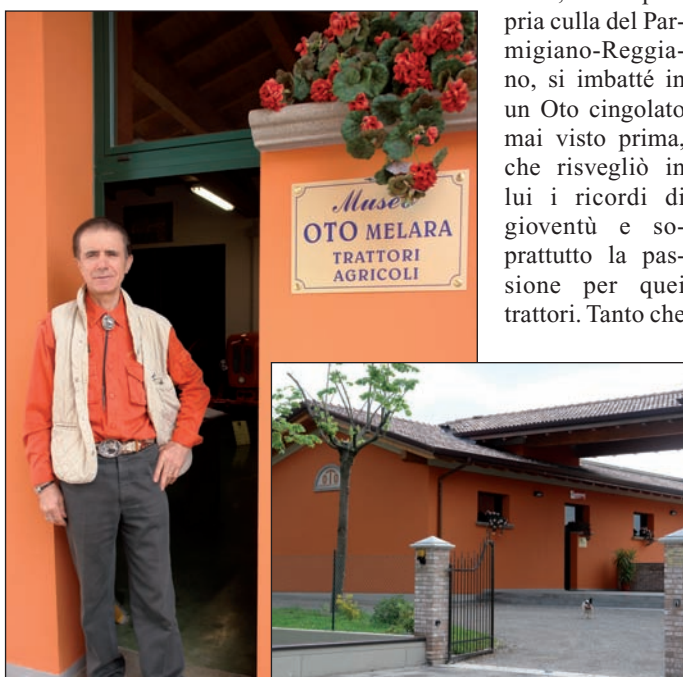 pria culla del Par-
migiano-Reggia-
no, si imbatté in
un Oto cingolato
mai visto prima,
che risvegliò in
lui i ricordi di
gioventù e so-
prattutto la pas-
sione per quei
trattori. Tanto che
Museo
OTO MELARA
TRATTORI
AGRICOLI
OTO